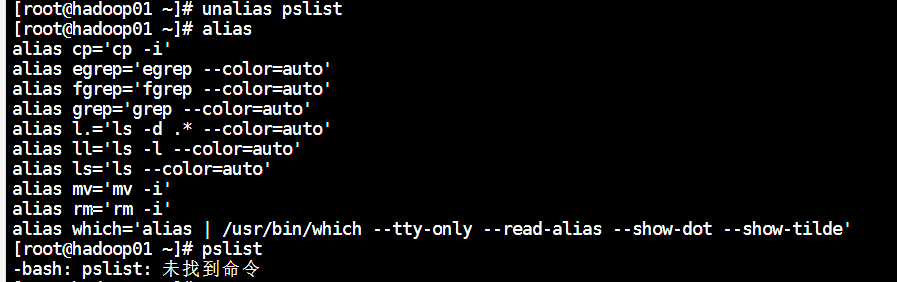 [root@hadoop01 ~]# unalias pslist
[root@hadoop01 ~]# alias
alias cp='cp -i'
alias egrep='egrep --color=auto'
alias fgrep='fgrep --color=auto'
alias grep='grep --color=auto'
alias l.='ls -d .* --color=auto'
alias ll='ls -l --color=auto'
alias ls='ls --color=auto'
alias mv='mv -i'
alias rm='rm -i'
alias which='alias | /usr/bin/which --tty-only --read-alias --show-dot --show-tilde'
[root@hadoop01 ~]# pslist
-bash: pslist: 未找到命令